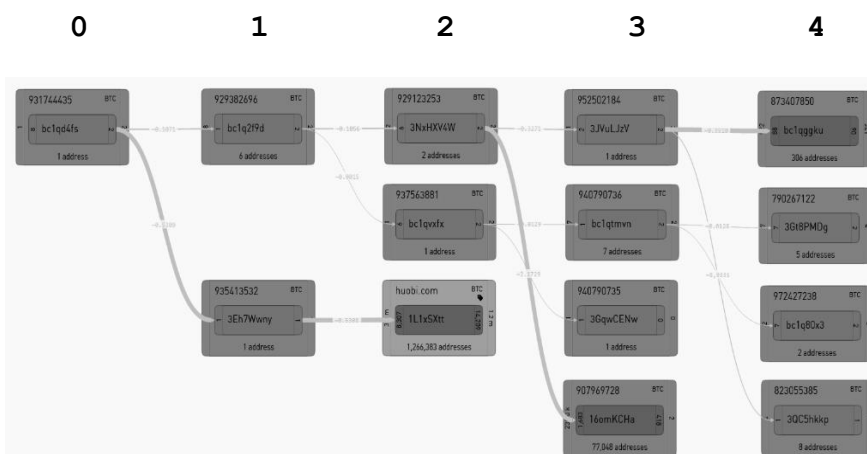 0 1 2 3 4
931744435 BTC
bc1qd4fs
1 address
929382696 BTC
bc1q2f9d
6 addresses
929123253 BTC
3NxHXV4W
2 addresses
952502184 BTC
3JVuLJzV
1 address
873407850 BTC
bc1qggku
306 addresses
937563881 BTC
bc1qvxfx
1 address
940790736 BTC
bc1qtmvn
7 addresses
790267122 BTC
3Gt8PMDg
5 addresses
935413532 BTC
3Eh7Wwny
1 address
huobi.com BTC
1L1xSXtt
1,266,383 addresses
940790735 BTC
3GqwCENw
1 address
972427238 BTC
bc1q80x3
2 addresses
907969728 BTC
16omKCHa
77,048 addresses
823055385 BTC
3QC5hkkp
8 addresses